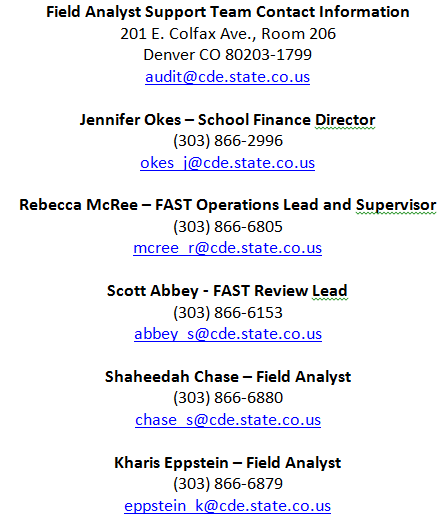 Field Analyst Support Team Contact Information
201 E. Colfax Ave., Room 206
Denver CO 80203-1799
audit@cde.state.co.us
Jennifer Okes – School Finance Director
(303) 866-2996
okes_j@cde.state.co.us
Rebecca McRee – FAST Operations Lead and Supervisor
(303) 866-6805
mcree_r@cde.state.co.us
Scott Abbey - FAST Review Lead
(303) 866-6153
abbey_s@cde.state.co.us
Shaheedah Chase – Field Analyst
(303) 866-6880
chase_s@cde.state.co.us
Kharis Eppstein – Field Analyst
(303) 866-6879
eppstein_k@cde.state.co.us